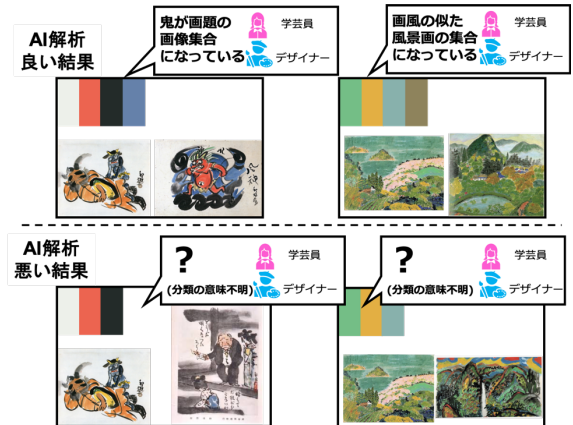 AI解析
良い結果
鬼が画題の
画像集合
になっている
学芸員
デザイナー
画風の似た
風景画の集合
になっている
学芸員
デザイナー
AI解析
悪い結果
?
(分類の意味不明)
学芸員
デザイナー
?
(分類の意味不明)
学芸員
デザイナー